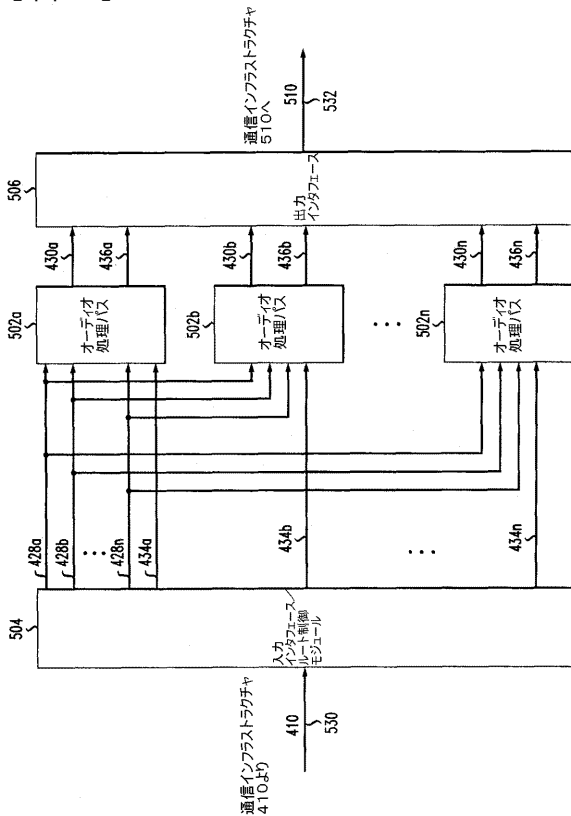 通信インフラストラクチャ
410より
410
530
504
入力
インタフェース/
ルート制御
モジュール
428a
428b
...
428n
434a
434b
...
434n
502a
オーディオ
処理パス
502b
オーディオ
処理パス
...
502n
オーディオ
処理パス
430a
436a
430b
436b
430n
436n
506
出力
インタフェース
通信インフラストラクチャ
510へ
510
532